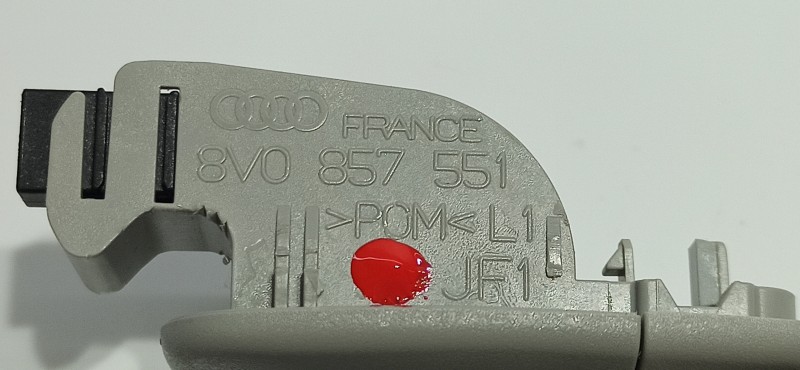 FRANCE
8V0 857 551
>POM< L1
JF1